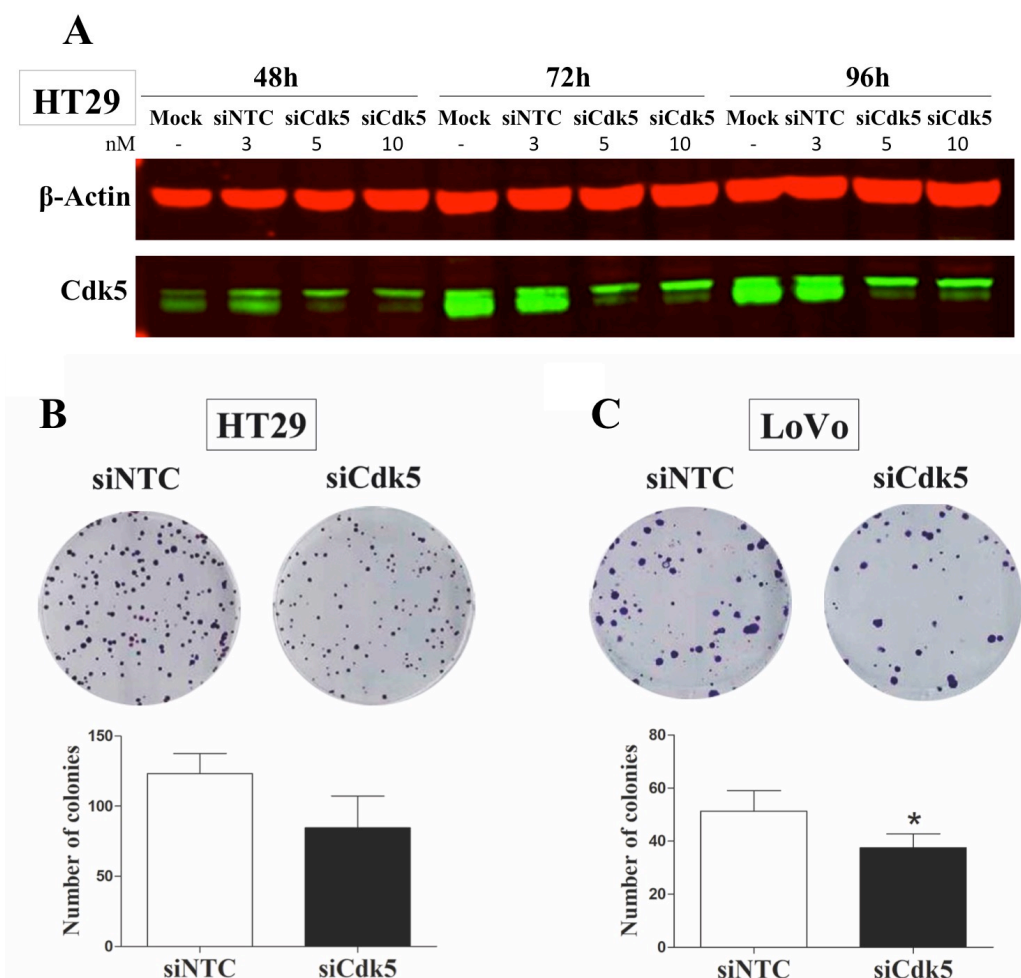 A
48h 72h 96h
HT29
Mock siNTC siCdk5 siCdk5 Mock siNTC siCdk5 siCdk5 Mock siNTC siCdk5 siCdk5
nM - 3 5 10 - 3 5 10 - 3 5 10
β-Actin
Cdk5
B
HT29
siNTC siCdk5
Number of colonies
150
100
50
0
siNTC siCdk5
C
LoVo
siNTC siCdk5
Number of colonies
80
60
40
20
0
*
siNTC siCdk5